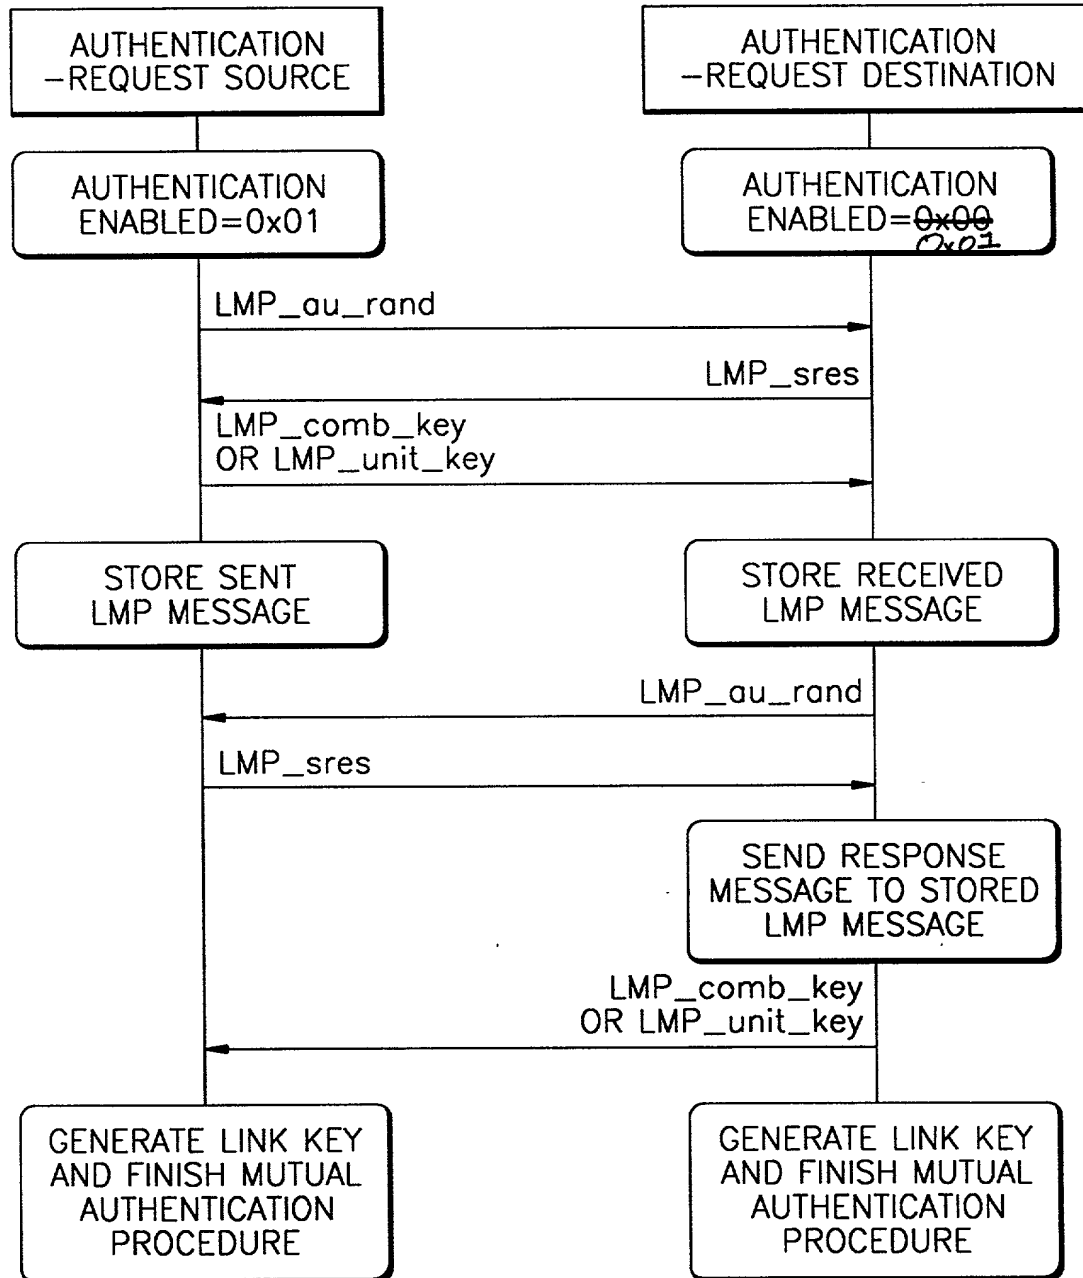 AUTHENTICATION
-REQUEST SOURCE
AUTHENTICATION
-REQUEST DESTINATION
AUTHENTICATION
ENABLED=0x01
AUTHENTICATION
ENABLED=0x00
0x01
LMP_au_rand
LMP_sres
LMP_comb_key
OR LMP_unit_key
STORE SENT
LMP MESSAGE
STORE RECEIVED
LMP MESSAGE
LMP_au_rand
LMP_sres
SEND RESPONSE
MESSAGE TO STORED
LMP MESSAGE
LMP_comb_key
OR LMP_unit_key
GENERATE LINK KEY
AND FINISH MUTUAL
AUTHENTICATION
PROCEDURE
GENERATE LINK KEY
AND FINISH MUTUAL
AUTHENTICATION
PROCEDURE